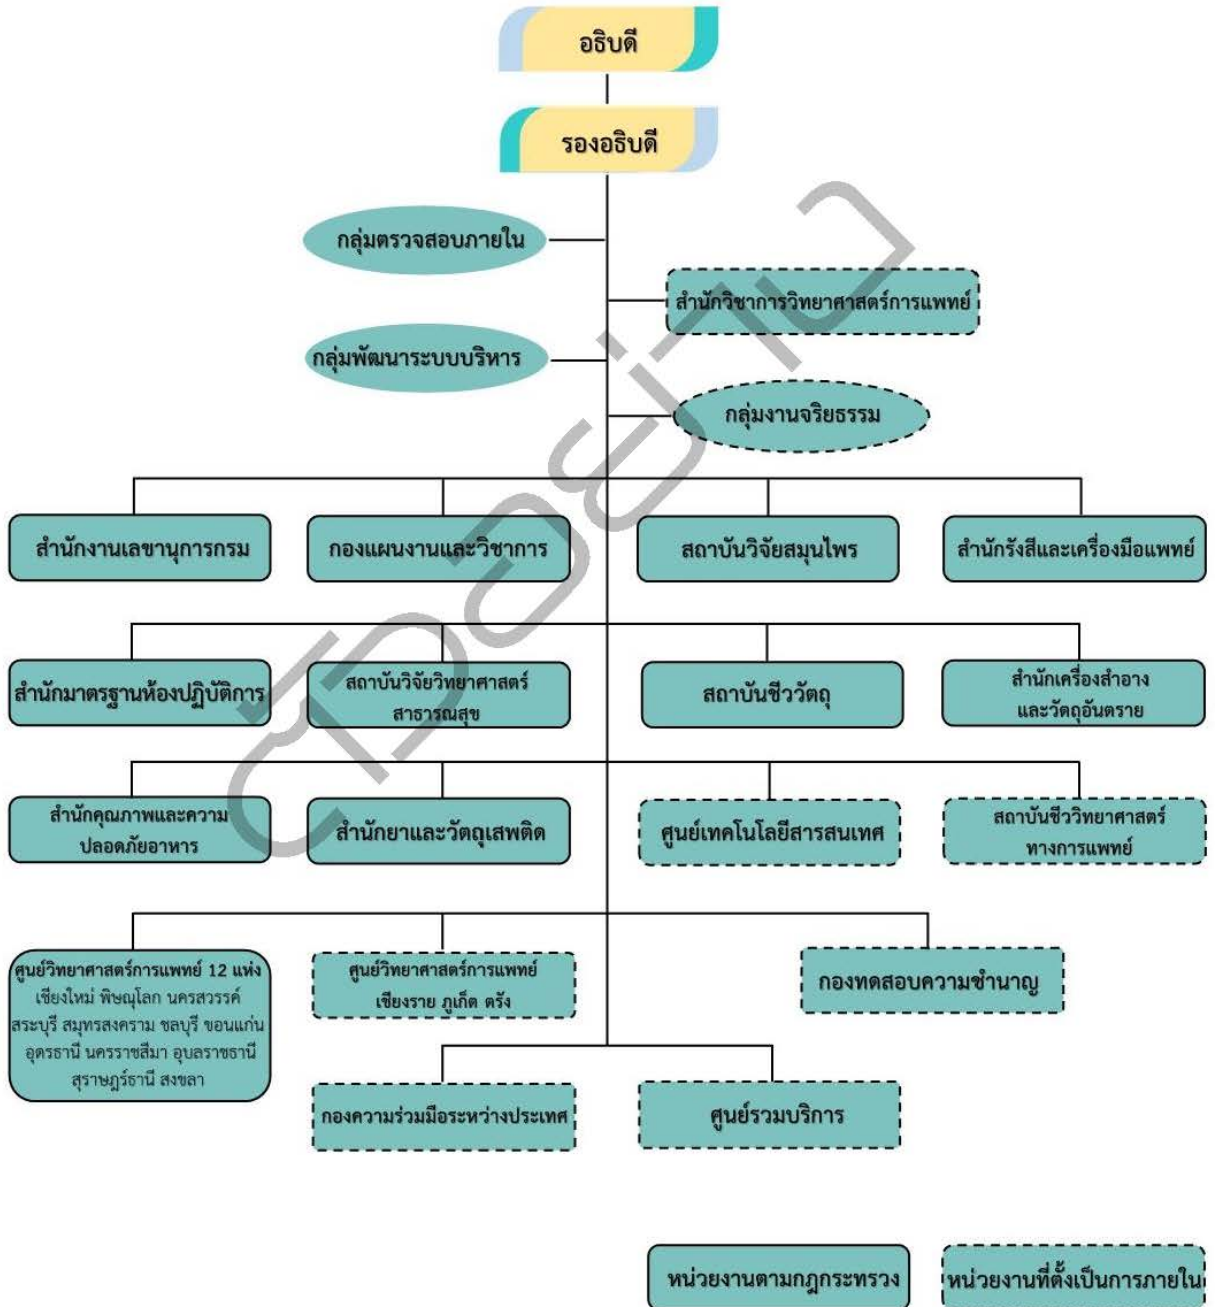 อธิบดี
รองอธิบดี
กลุ่มตรวจสอบภายใน
สำนักวิชาการวิทยาศาสตร์การแพทย์
กลุ่มพัฒนาระบบบริหาร
กลุ่มงานจริยธรรม
สำนักงานเลขานุการกรม
กองแผนงานและวิชาการ
สถาบันวิจัยสมุนไพร
สำนักรังสีและเครื่องมือแพทย์
สำนักมาตรฐานห้องปฏิบัติการ
สถาบันวิจัยวิทยาศาสตร์
สาธารณสุข
สถาบันชีววัตถุ
สำนักเครื่องสำอาง
และวัตถุอันตราย
สำนักคุณภาพและความ
ปลอดภัยอาหาร
สำนักยาและวัตถุเสพติด
ศูนย์เทคโนโลยีสารสนเทศ
สถาบันชีววิทยาศาสตร์
ทางการแพทย์
ศูนย์วิทยาศาสตร์การแพทย์ 12 แห่ง
เชียงใหม่ พิษณุโลก นครสวรรค์
สระบุรี สมุทรสงคราม ชลบุรี ขอนแก่น
อุดรธานี นครราชสีมา อุบลราชธานี
สุราษฎร์ธานี สงขลา
ศูนย์วิทยาศาสตร์การแพทย์
เชียงราย ภูเก็ต ตรัง
กองทดสอบความชำนาญ
กองความร่วมมือระหว่างประเทศ
ศูนย์รวมบริการ
หน่วยงานตามกฎกระทรวง
หน่วยงานที่ตั้งเป็นการภายใน
ตัวอย่าง